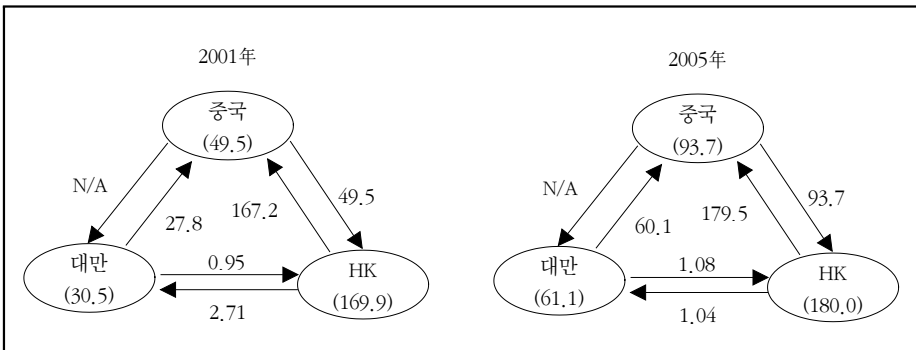 2001年
중국
(49.5)
N/A
27.8
167.2
49.5
대만
(30.5)
0.95
2.71
HK
(169.9)
2005年
중국
(93.7)
N/A
60.1
179.5
93.7
대만
(61.1)
1.08
1.04
HK
(180.0)